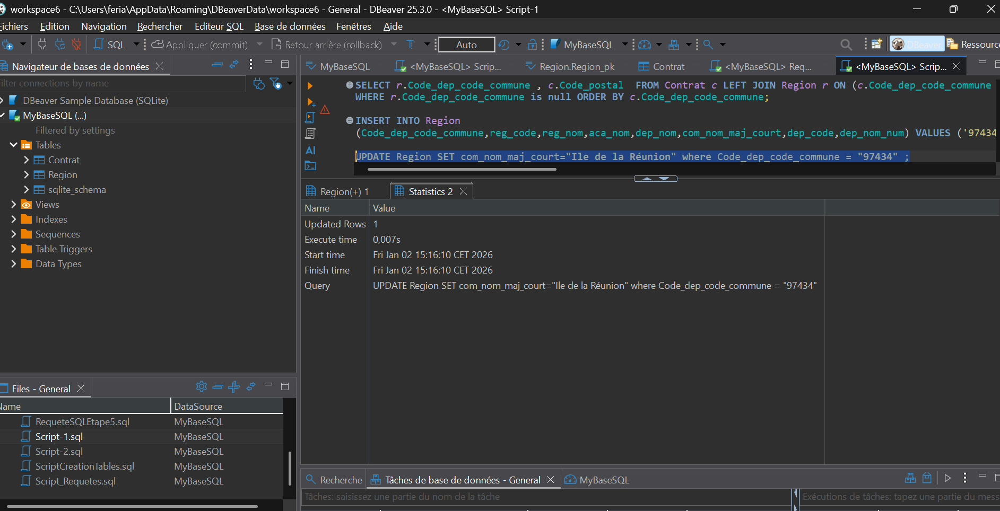 workspace6 - C:\Users\feria\AppData\Roaming\DBeaverData\workspace6 - General - DBeaver 25.3.0 - <MyBaseSQL> Script-1
ichiers Edition Navigation Rechercher Editeur SQL Base de données Fenêtres Aide
SQL Appliquer (commit) Retour arrière (rollback) T Auto MyBaseSQL DBeaver Ressourc
Navigateur de bases de données
ilter connections by name
DBeaver Sample Database (SQLite)
MyBaseSQL (...)
Filtered by settings
Tables
Contrat
Region
sqlite_schema
Views
Indexes
Sequences
Table Triggers
Data Types
MyBaseSQL <MyBaseSQL> Scrip... Region.Region_pk Contrat <MyBaseSQL> Req... <MyBaseSQL> Scrip...
SELECT r.Code_dep_code_commune , c.Code_postal  FROM Contrat c LEFT JOIN Region r ON (c.Code_dep_code_commune
WHERE r.Code_dep_code_commune is null ORDER BY c.Code_dep_code_commune;
INSERT INTO Region
(Code_dep_code_commune,reg_code,reg_nom,aca_nom,dep_nom,com_nom_maj_court,dep_code,dep_nom_num) VALUES ('97434
UPDATE Region SET com_nom_maj_court="Ile de la Réunion" where Code_dep_code_commune = "97434" ;
AI
Region(+) 1 Statistics 2
Name Value
Updated Rows 1
Execute time 0,007s
Start time Fri Jan 02 15:16:10 CET 2026
Finish time Fri Jan 02 15:16:10 CET 2026
Query UPDATE Region SET com_nom_maj_court="Ile de la Réunion" where Code_dep_code_commune = "97434"
Files - General
Name DataSource
RequeteSQLEtape5.sql MyBaseSQL
Script-1.sql MyBaseSQL
Script-2.sql MyBaseSQL
ScriptCreationTables.sql MyBaseSQL
Script_Requetes.sql MyBaseSQL
Recherche Tâches de base de données - General MyBaseSQL
Tâches: saisissez une partie du nom de la tâche Exécutions de tâches: tapez une partie du mess